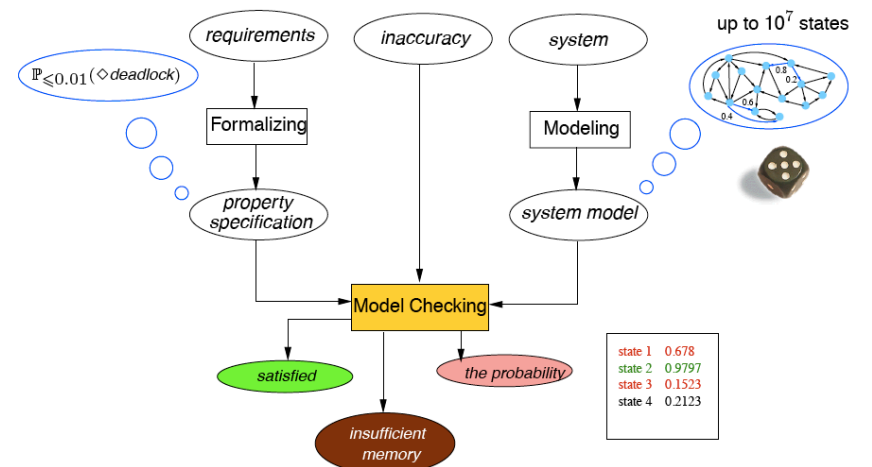 requirements
inaccuracy
system
up to 10⁷ states
ℙ≤0.01(◇deadlock)
0.8
0.2
0.6
0.4
Formalizing
Modeling
property
specification
system model
Model Checking
satisfied
the probability
insufficient
memory
state 1 0.678
state 2 0.9797
state 3 0.1523
state 4 0.2123